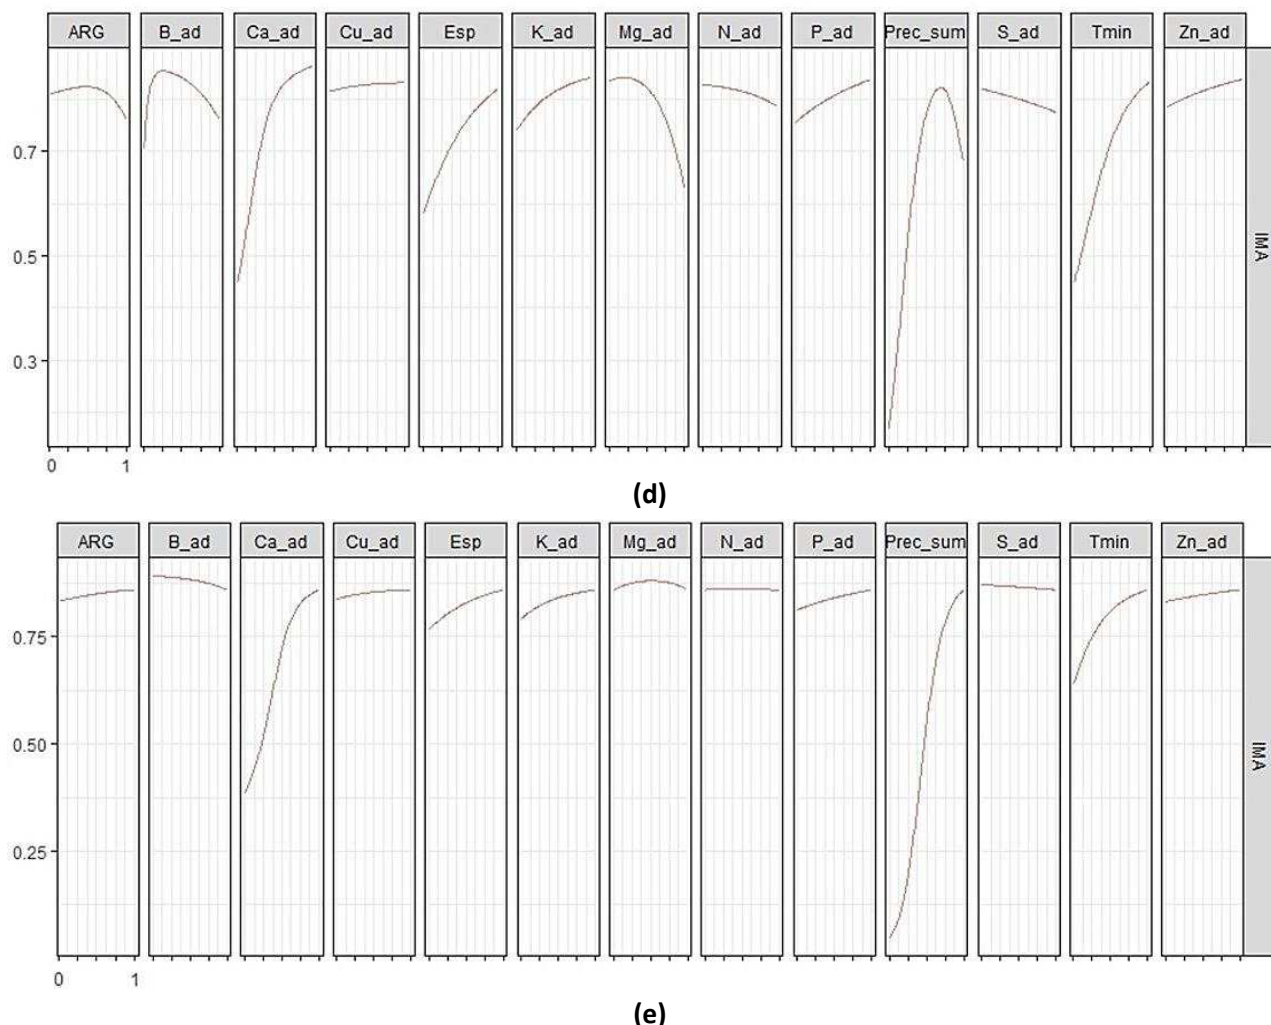 ARG B_ad Ca_ad Cu_ad Esp K_ad Mg_ad N_ad P_ad Prec_sum S_ad Tmin Zn_ad
0.7
0.5
0.3
IMA
0 1
(d)
ARG B_ad Ca_ad Cu_ad Esp K_ad Mg_ad N_ad P_ad Prec_sum S_ad Tmin Zn_ad
0.75
0.50
0.25
IMA
0 1
(e)